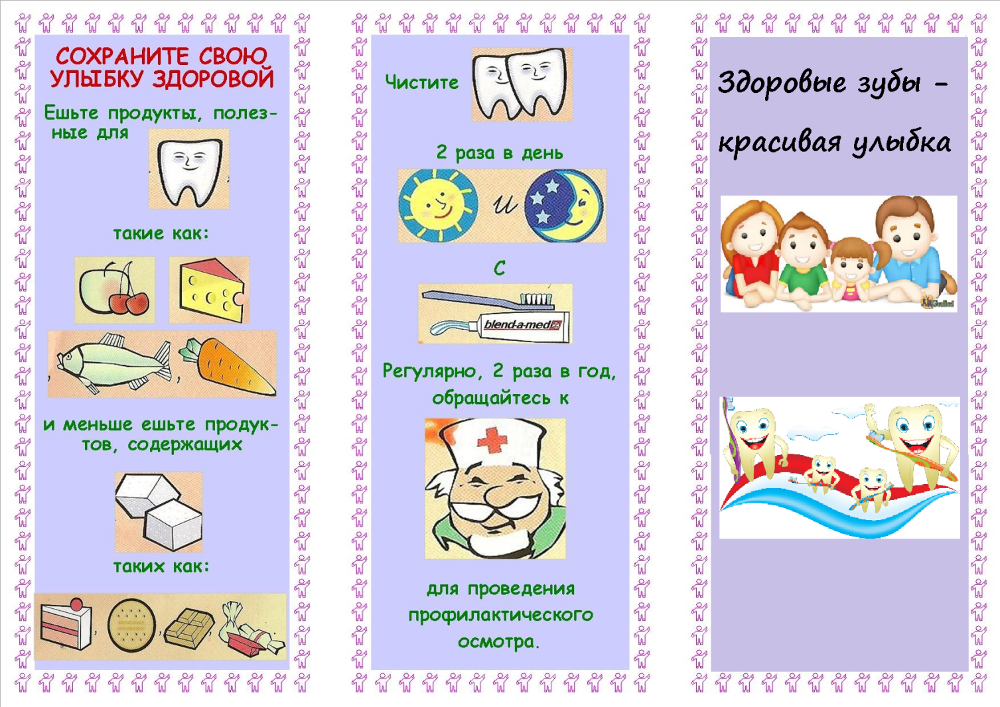 СОХРАНИТЕ СВОЮ
УЛЫБКУ ЗДОРОВОЙ
Ешьте продукты, полез-
ные для
такие как:
и меньше ешьте продук-
тов, содержащих
таких как:
Чистите
2 раза в день
и
С
blend-a-med
Регулярно, 2 раза в год,
обращайтесь к
для проведения
профилактического
осмотра.
Здоровые зубы –
красивая улыбка